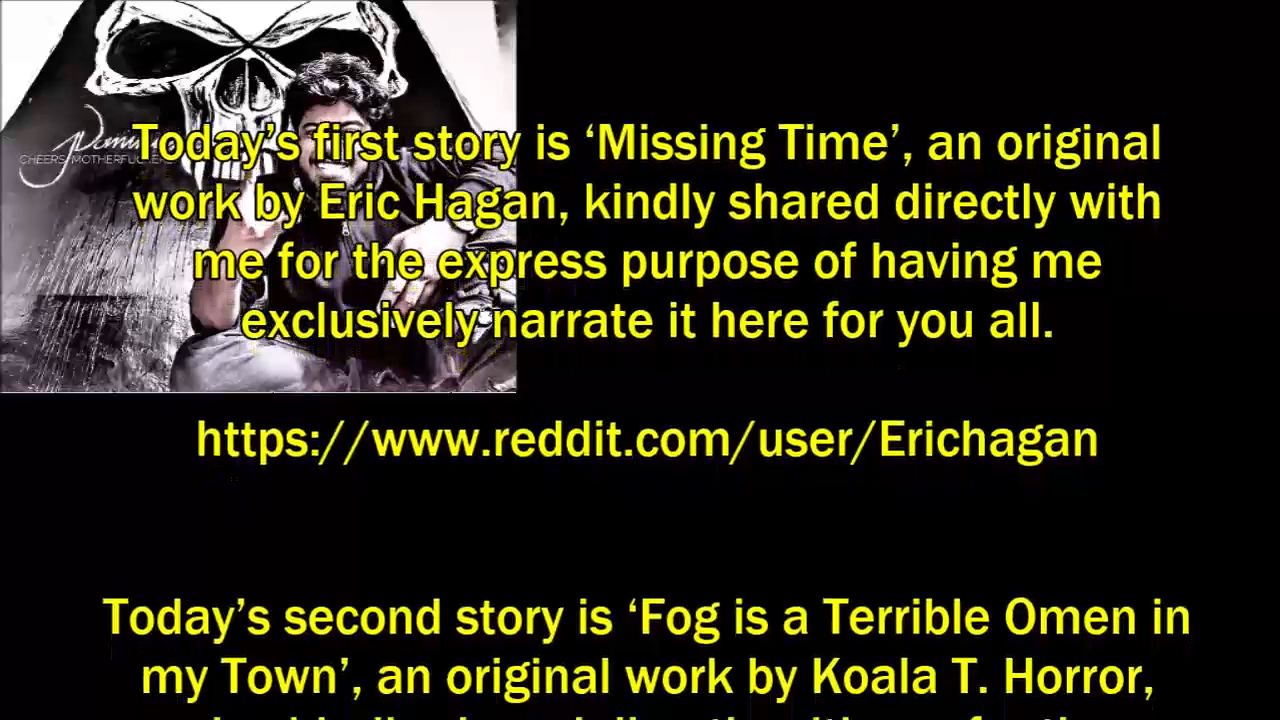 Today’s first story is ‘Missing Time’, an original
CHEERS MOTHERFUCKERS
work by Eric Hagan, kindly shared directly with
me for the express purpose of having me
exclusively narrate it here for you all.
https://www.reddit.com/user/Erichagan
Today’s second story is ‘Fog is a Terrible Omen in
my Town’, an original work by Koala T. Horror,